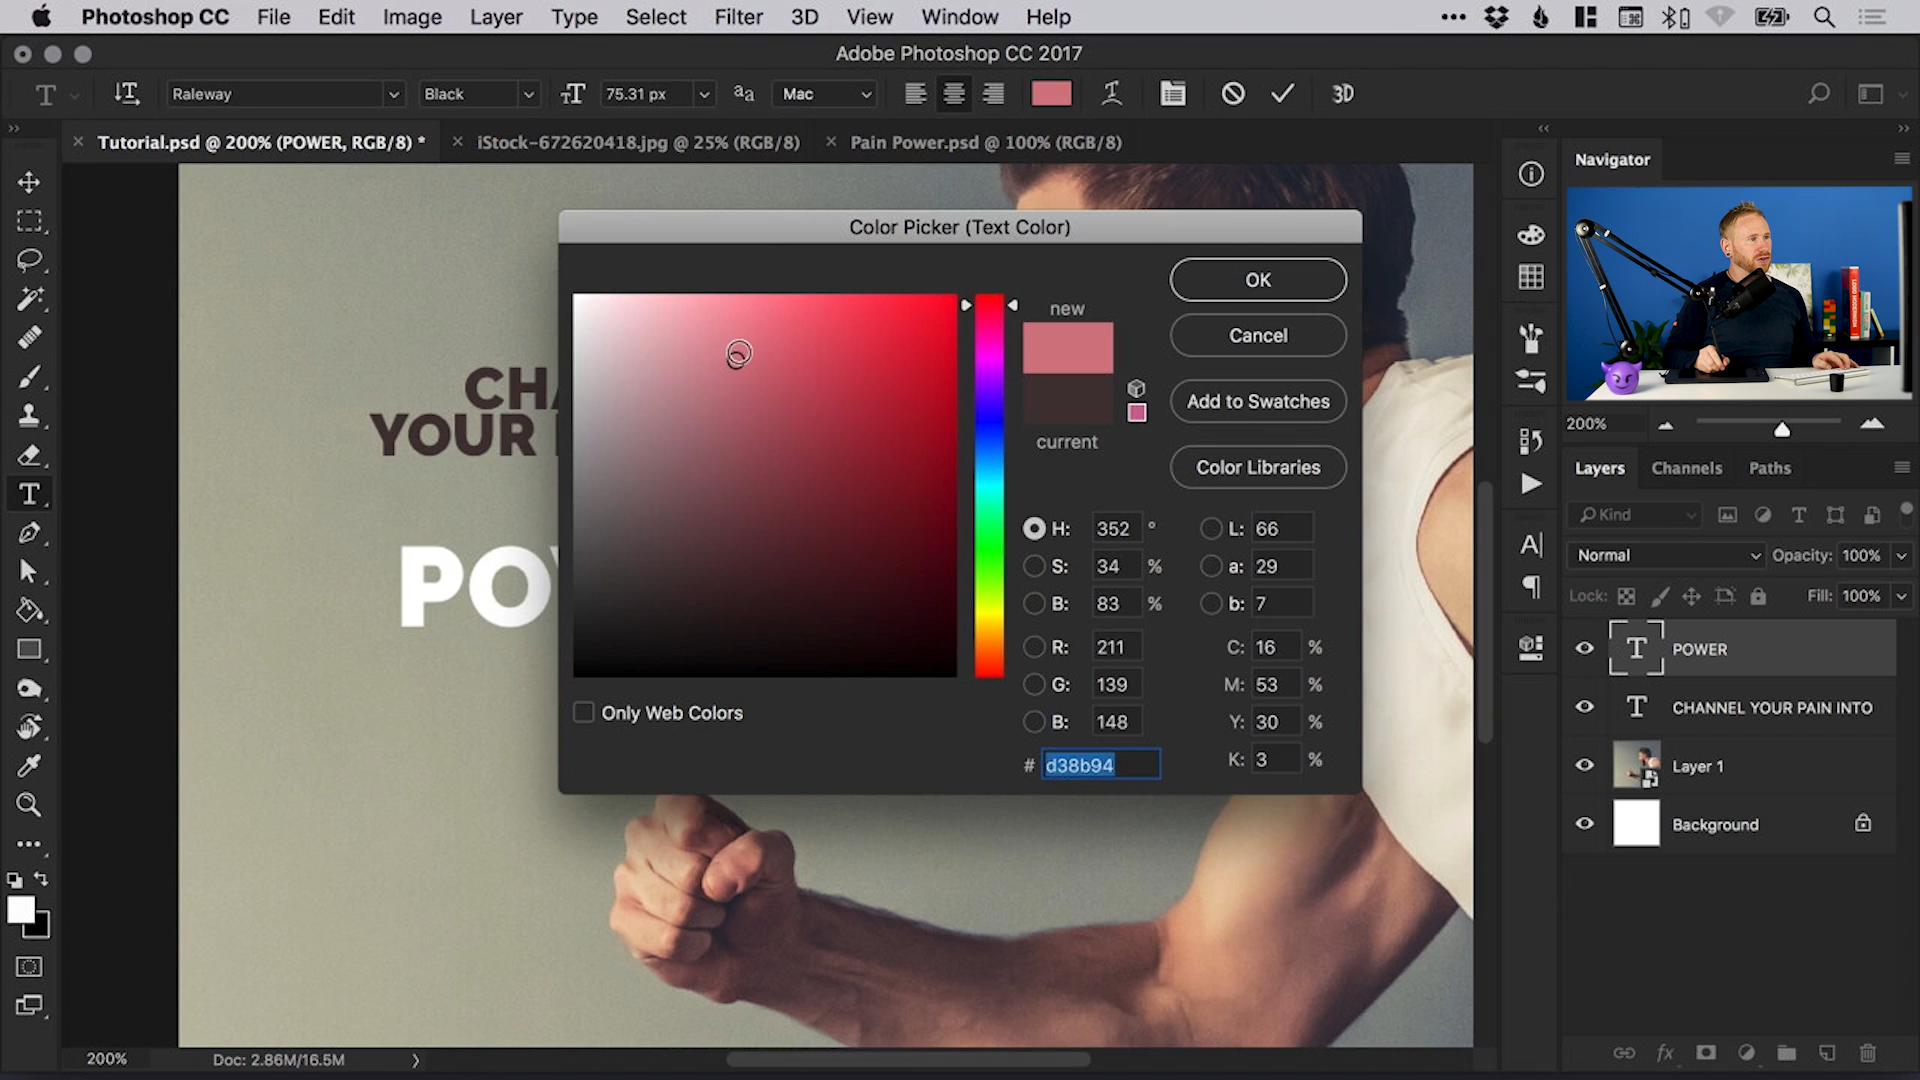 Photoshop CC File Edit Image Layer Type Select Filter 3D View Window Help
Adobe Photoshop CC 2017
T Raleway Black 75.31 px aa Mac 3D
Tutorial.psd @ 200% (POWER, RGB/8) * iStock-672620418.jpg @ 25% (RGB/8) Pain Power.psd @ 100% (RGB/8)
Navigator
200%
Color Picker (Text Color)
new
current
OK
Cancel
Add to Swatches
Color Libraries
H: 352 ° L: 66
S: 34 % a: 29
B: 83 % b: 7
R: 211 C: 16 %
G: 139 M: 53 %
B: 148 Y: 30 %
# d38b94 K: 3 %
Only Web Colors
CHA
YOUR
PO
Layers Channels Paths
Kind
Normal Opacity: 100%
Lock: Fill: 100%
T POWER
T CHANNEL YOUR PAIN INTO
Layer 1
Background
200% Doc: 2.86M/16.5M
fx